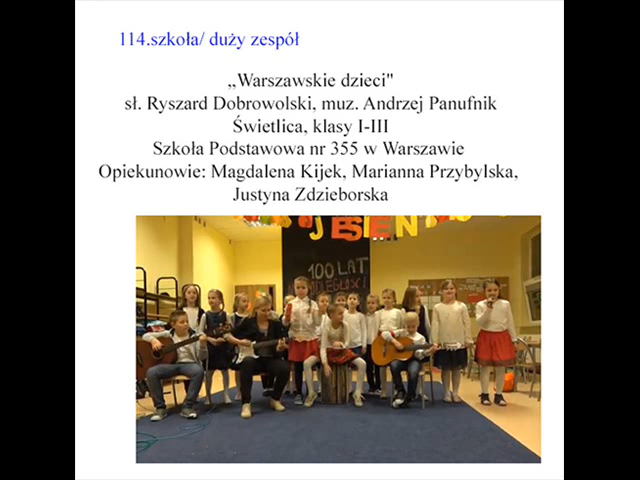 114.szkoła/ duży zespół
„Warszawskie dzieci"
sł. Ryszard Dobrowolski, muz. Andrzej Panufnik
Świetlica, klasy I-III
Szkoła Podstawowa nr 355 w Warszawie
Opiekunowie: Magdalena Kijek, Marianna Przybylska,
Justyna Zdzieborska
JESIEŃ
100 LAT